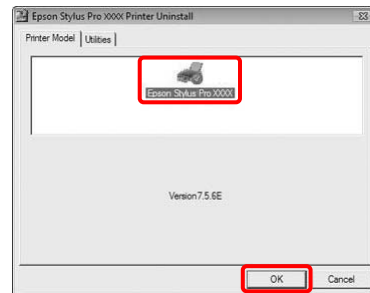 Epson Stylus Pro XXXX Printer Uninstall
Printer Model Utilities
Epson Stylus Pro XXXX
Version7.5.6E
OK Cancel